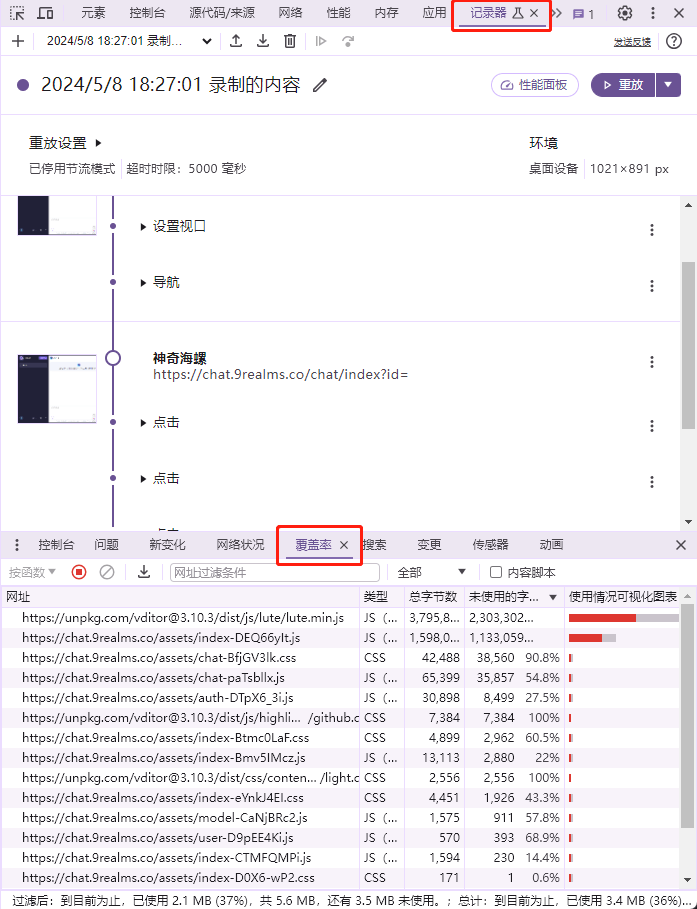 元素 控制台 源代码/来源 网络 性能 内存 应用 记录器 1
2024/5/8 18:27:01 录制... 发送反馈
2024/5/8 18:27:01 录制的内容 性能面板 重放
重放设置 环境
已停用节流模式 超时时限：5000 毫秒 桌面设备 1021×891 px
设置视口
导航
神奇海螺
https://chat.9realms.co/chat/index?id=
点击
点击
控制台 问题 新变化 网络状况 覆盖率 搜索 变更 传感器 动画
按函数 网址过滤条件 全部 内容脚本
网址 类型 总字节数 未使用的字... 使用情况可视化图表
https://unpkg.com/vditor@3.10.3/dist/js/lute/lute.min.js JS（... 3,795,8... 2,303,302...
https://chat.9realms.co/assets/index-DEQ66yIt.js JS（... 1,598,0... 1,133,059...
https://chat.9realms.co/assets/chat-BfjGV3lk.css CSS 42,488 38,560 90.8%
https://chat.9realms.co/assets/chat-paTsbllx.js JS（... 65,399 35,857 54.8%
https://chat.9realms.co/assets/auth-DTpX6_3i.js JS（... 30,898 8,499 27.5%
https://unpkg.com/vditor@3.10.3/dist/js/highli... /github.c CSS 7,384 7,384 100%
https://chat.9realms.co/assets/index-Btmc0LaF.css CSS 4,899 2,962 60.5%
https://chat.9realms.co/assets/index-Bmv5IMcz.js JS（... 13,113 2,880 22%
https://unpkg.com/vditor@3.10.3/dist/css/conten... /light.c CSS 2,556 2,556 100%
https://chat.9realms.co/assets/index-eYnkJ4EI.css CSS 4,451 1,926 43.3%
https://chat.9realms.co/assets/model-CaNjBRc2.js JS（... 1,575 911 57.8%
https://chat.9realms.co/assets/user-D9pEE4Ki.js JS（... 570 393 68.9%
https://chat.9realms.co/assets/index-CTMFQMPi.js JS（... 1,594 230 14.4%
https://chat.9realms.co/assets/index-D0X6-wP2.css CSS 171 1 0.6%
过滤后：到目前为止，已使用 2.1 MB (37%)，共 5.6 MB，还有 3.5 MB 未使用。；总计：到目前为止，已使用 3.4 MB (36%)...